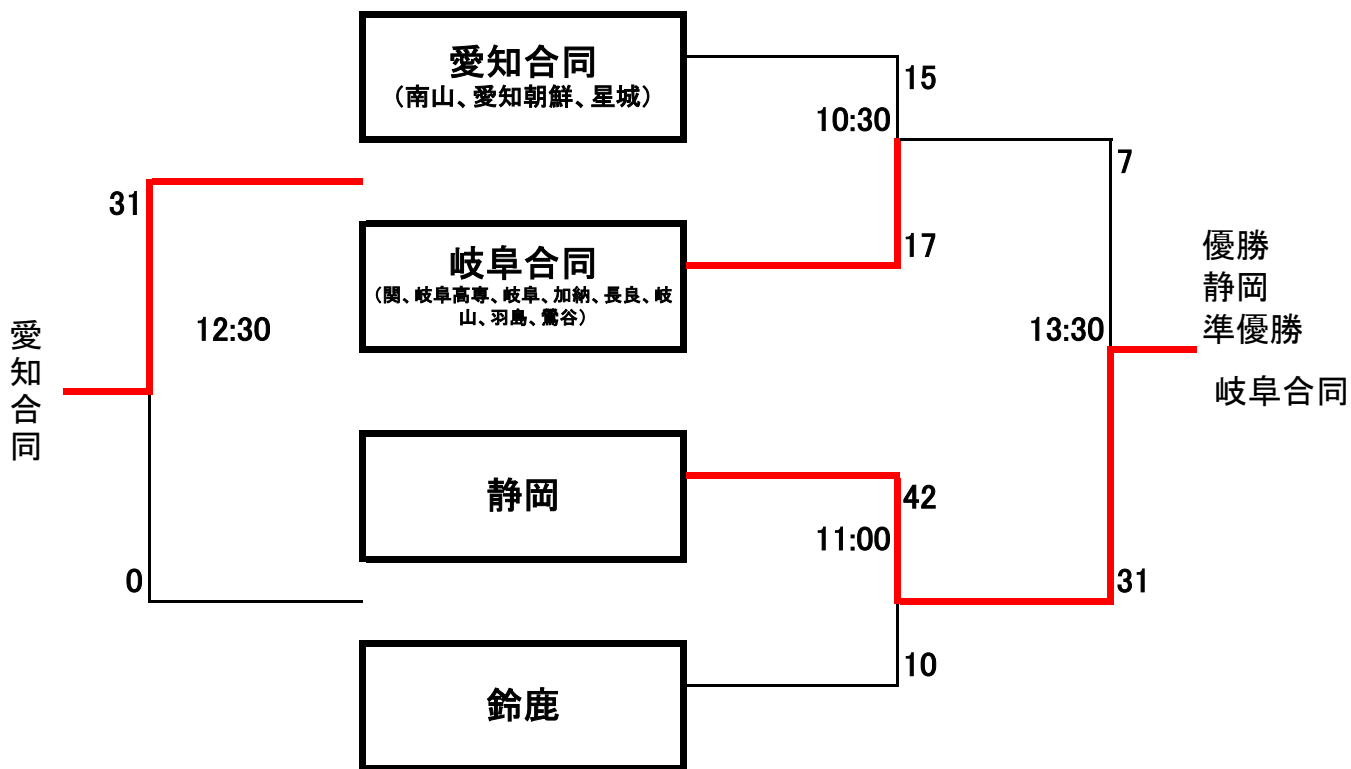 愛知合同
（南山、愛知朝鮮、星城）
15
10:30
7
31
17
岐阜合同
（関、岐阜高専、岐阜、加納、長良、岐
山、羽島、鶯谷）
優勝
静岡
準優勝
岐阜合同
12:30
13:30
愛知合同
静岡
42
11:00
0
31
10
鈴鹿